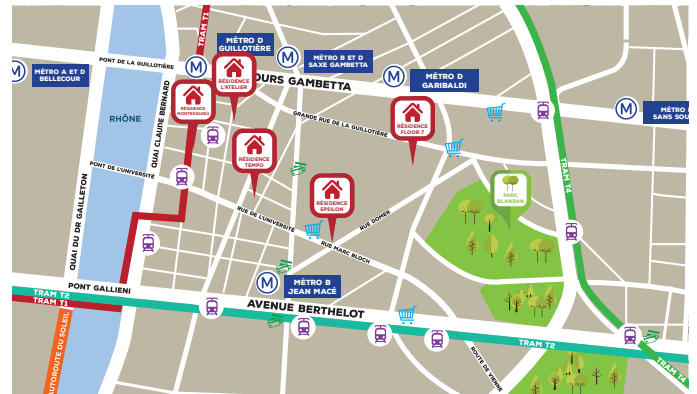 TRAM T1
MÉTRO D
GUILLOTIÈRE
MÉTRO B ET D
SAXE GAMBETTA
PONT DE LA GUILLOTIÈRE
MÉTRO A ET D
BELLECOUR
M
M
M
M
M
M
MÉTRO D
GARIBALDI
OURS GAMBETTA
RÉSIDENCE
L'ATELIER
RÉSIDENCE
MONTESQUIEU
RÉSIDENCE
FLOOR 7
SANS SOU
RHÔNE
QUAI CLAUDE BERNARD
GRANDE RUE DE LA GUILLOTIÈRE
RÉSIDENCE
TEMPO
PONT DE L'UNIVERSITÉ
TRAM T4
QUAI DU DR GAILLETON
RÉSIDENCE
EPSILON
PARC
BLANDAN
RUE DE L'UNIVERSITÉ
RUE DOMER
RUE MARC BLOCH
MÉTRO B
JEAN MACÉ
PONT GALLIENI
TRAM T2
TRAM T1
AVENUE BERTHELOT
AUTOROUTE DU SOLEIL
TRAM T2
ROUTE DE VIENNE
TRAM T4